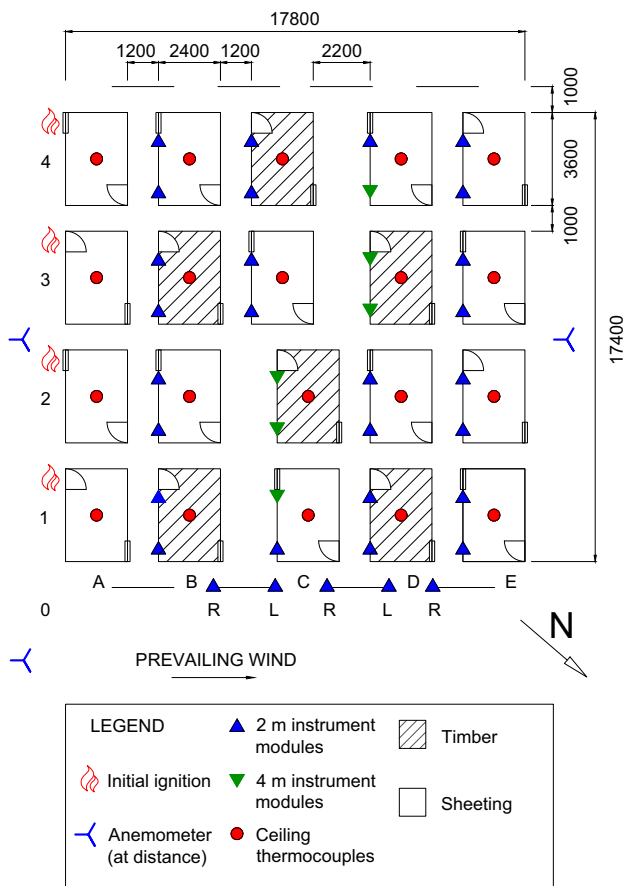 17800
1200 2400 1200 2200
1000
4
3600
1000
3
17400
2
1
A B C D E
0 R L R L R
N
PREVAILING WIND
LEGEND
2 m instrument
modules
Timber
Initial ignition
4 m instrument
modules
Sheeting
Anemometer
(at distance)
Ceiling
thermocouples